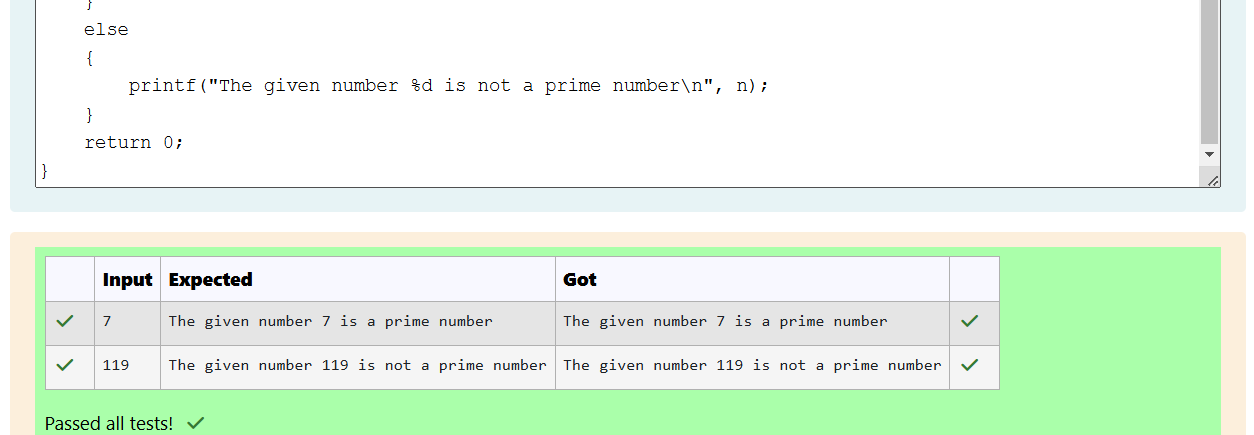 }
else
{
printf("The given number %d is not a prime number\n", n);
}
return 0;
}
Input Expected Got
7 The given number 7 is a prime number The given number 7 is a prime number
119 The given number 119 is not a prime number The given number 119 is not a prime number
Passed all tests!